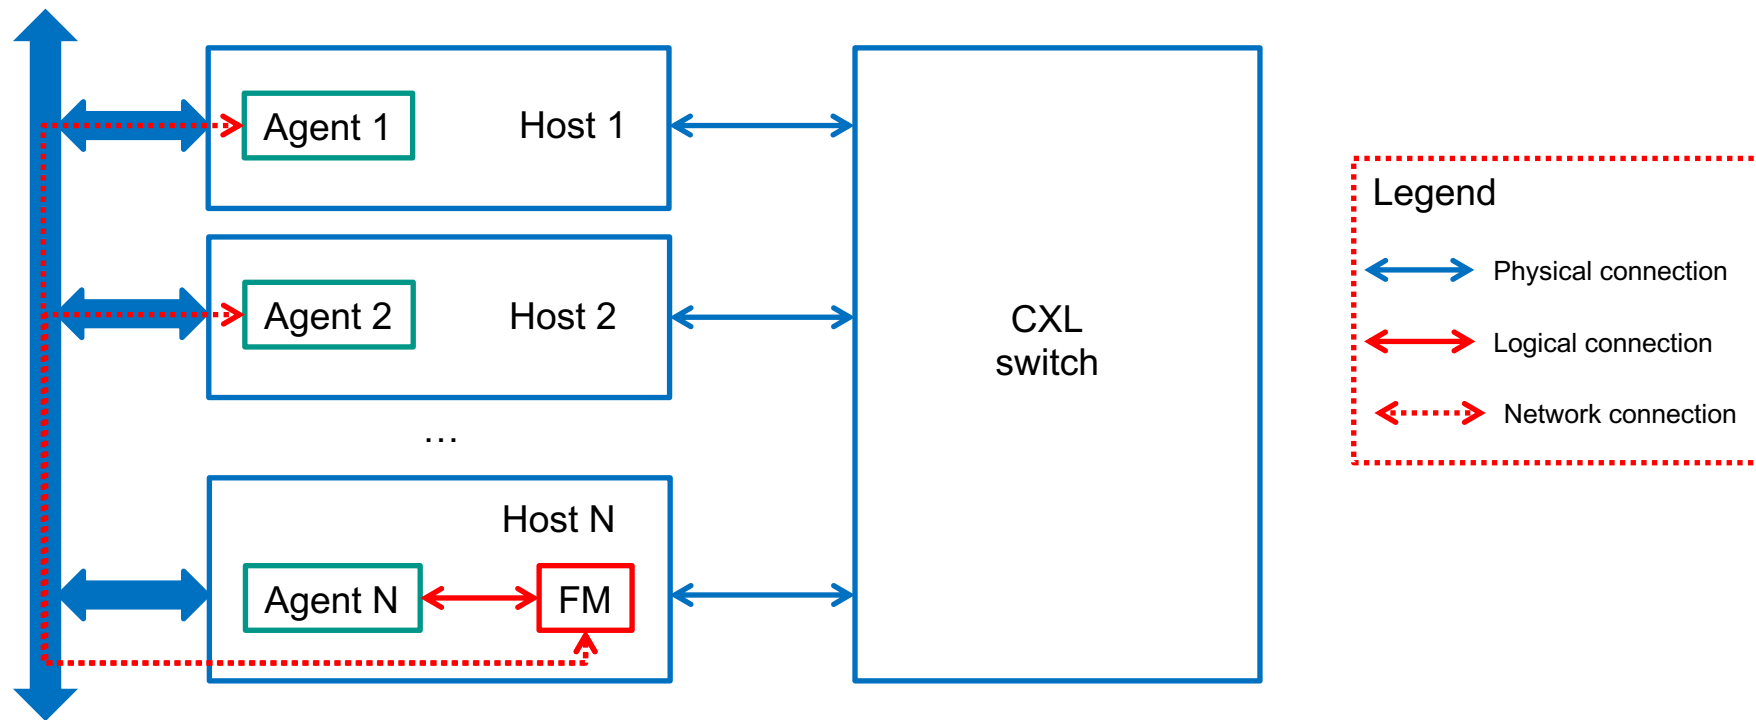 Agent 1
Host 1
Agent 2
Host 2
...
Host N
Agent N
FM
CXL
switch
Legend
Physical connection
Logical connection
Network connection